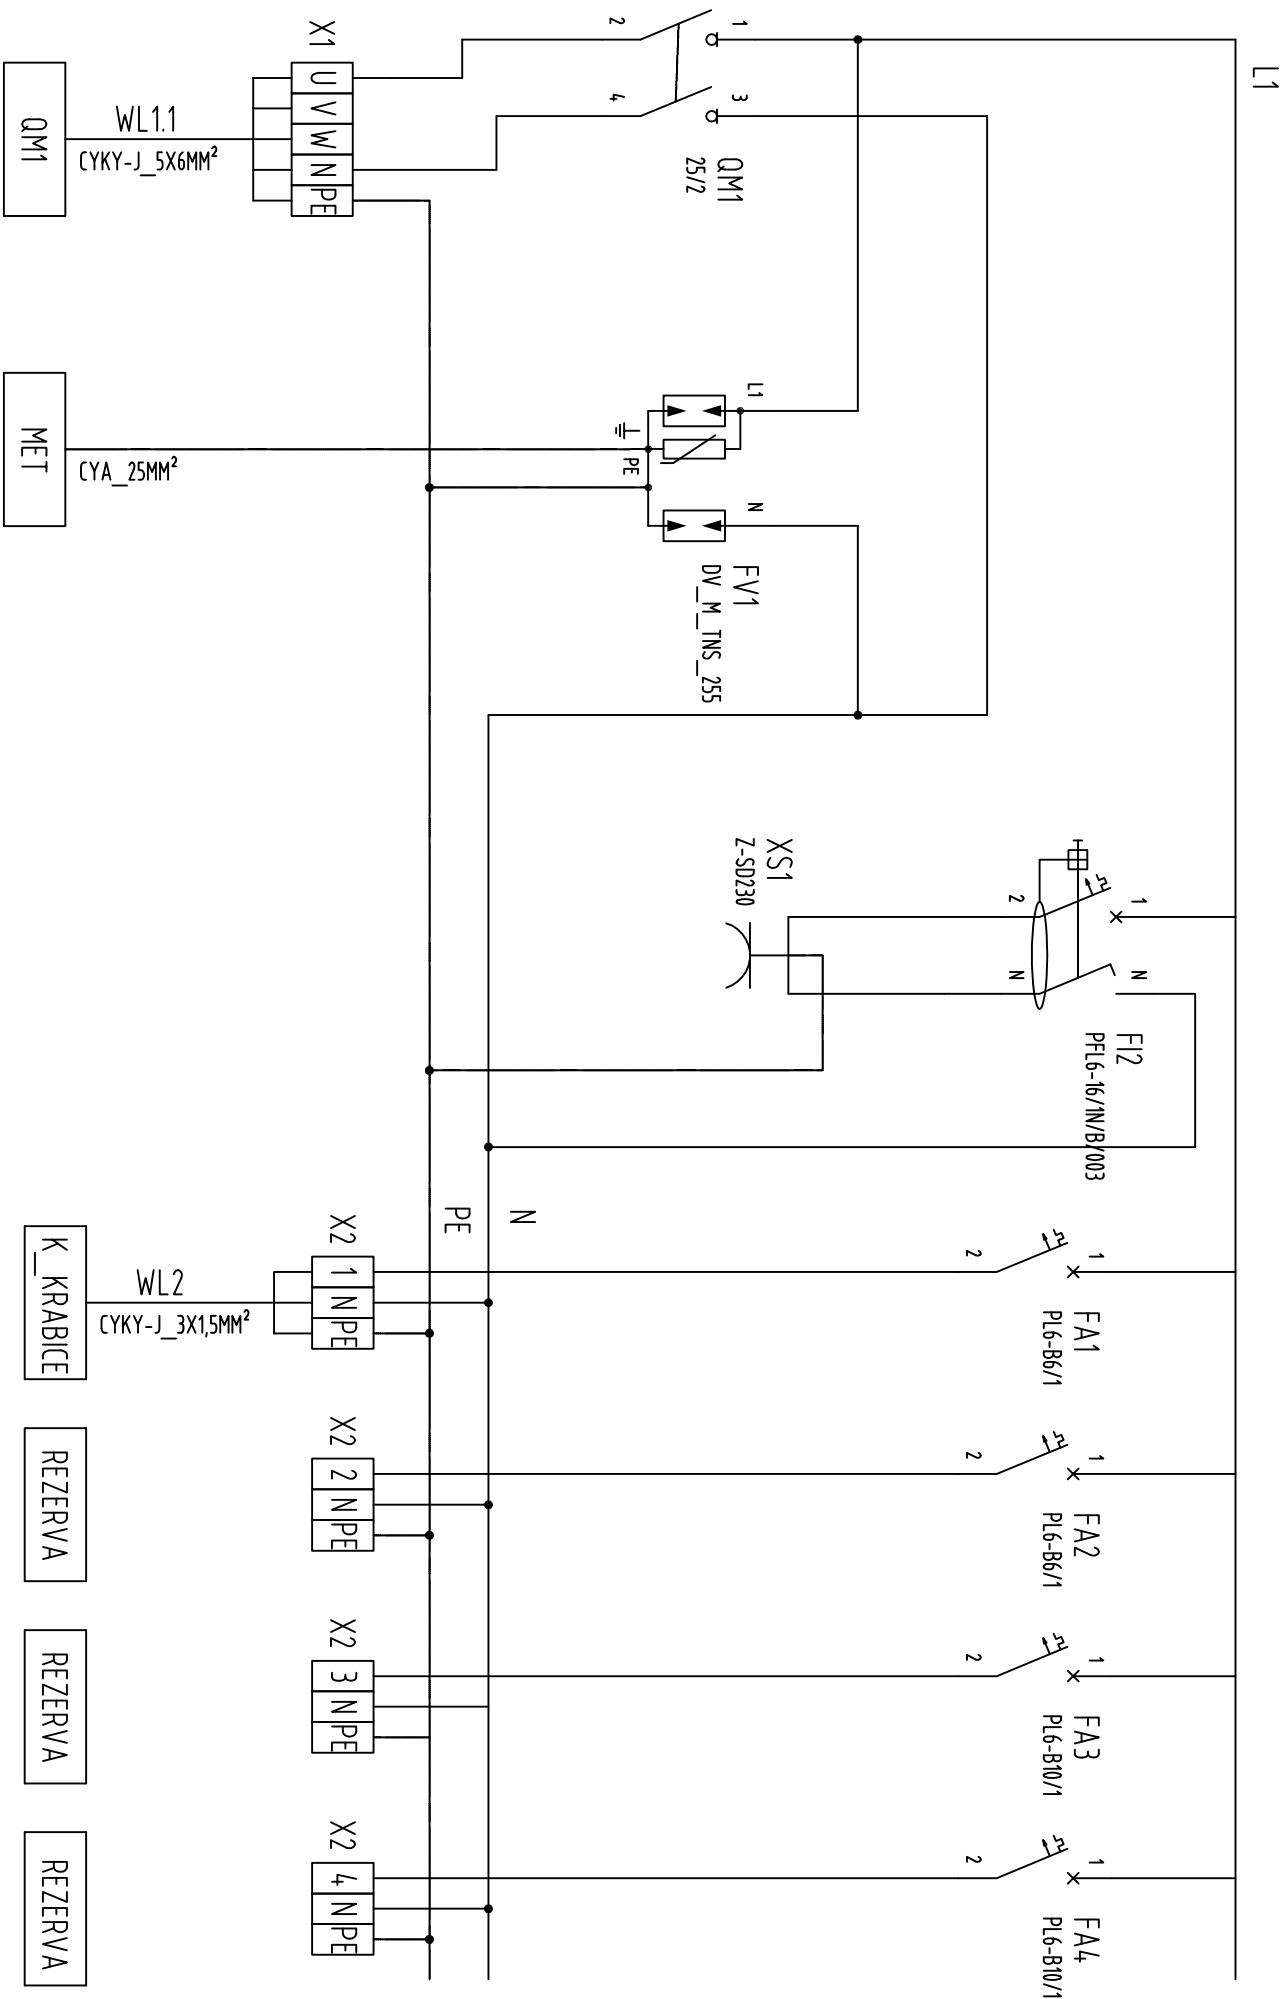 L1
1
2
3
4
QM1
25/2
X1
U
V
W
N
PE
WL1.1
CYKY-J_5X6MM²
QM1
L1
PE
N
FV1
DV_M_TNS_255
CYA_25MM²
MET
1
2
N
N
FI2
PFL6-16/1N/B/003
XS1
Z-SD230
N
PE
1
2
FA1
PL6-B6/1
X2
1
N
PE
WL2
CYKY-J_3X1,5MM²
K_KRABICE
1
2
FA2
PL6-B6/1
X2
2
N
PE
REZERVA
1
2
FA3
PL6-B10/1
X2
3
N
PE
REZERVA
1
2
FA4
PL6-B10/1
X2
4
N
PE
REZERVA